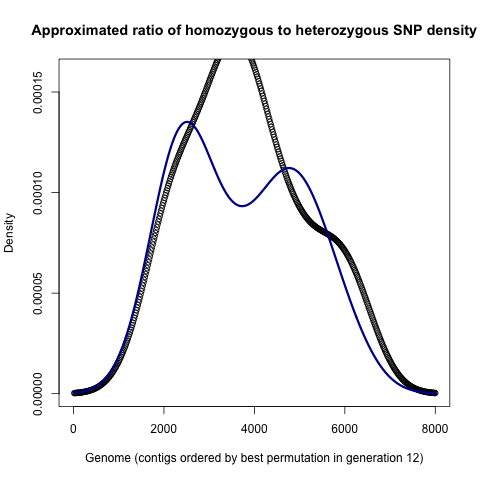 Approximated ratio of homozygous to heterozygous SNP density
0.00015
0.00010
0.00005
0.00000
Density
0 2000 4000 6000 8000
Genome (contigs ordered by best permutation in generation 12)